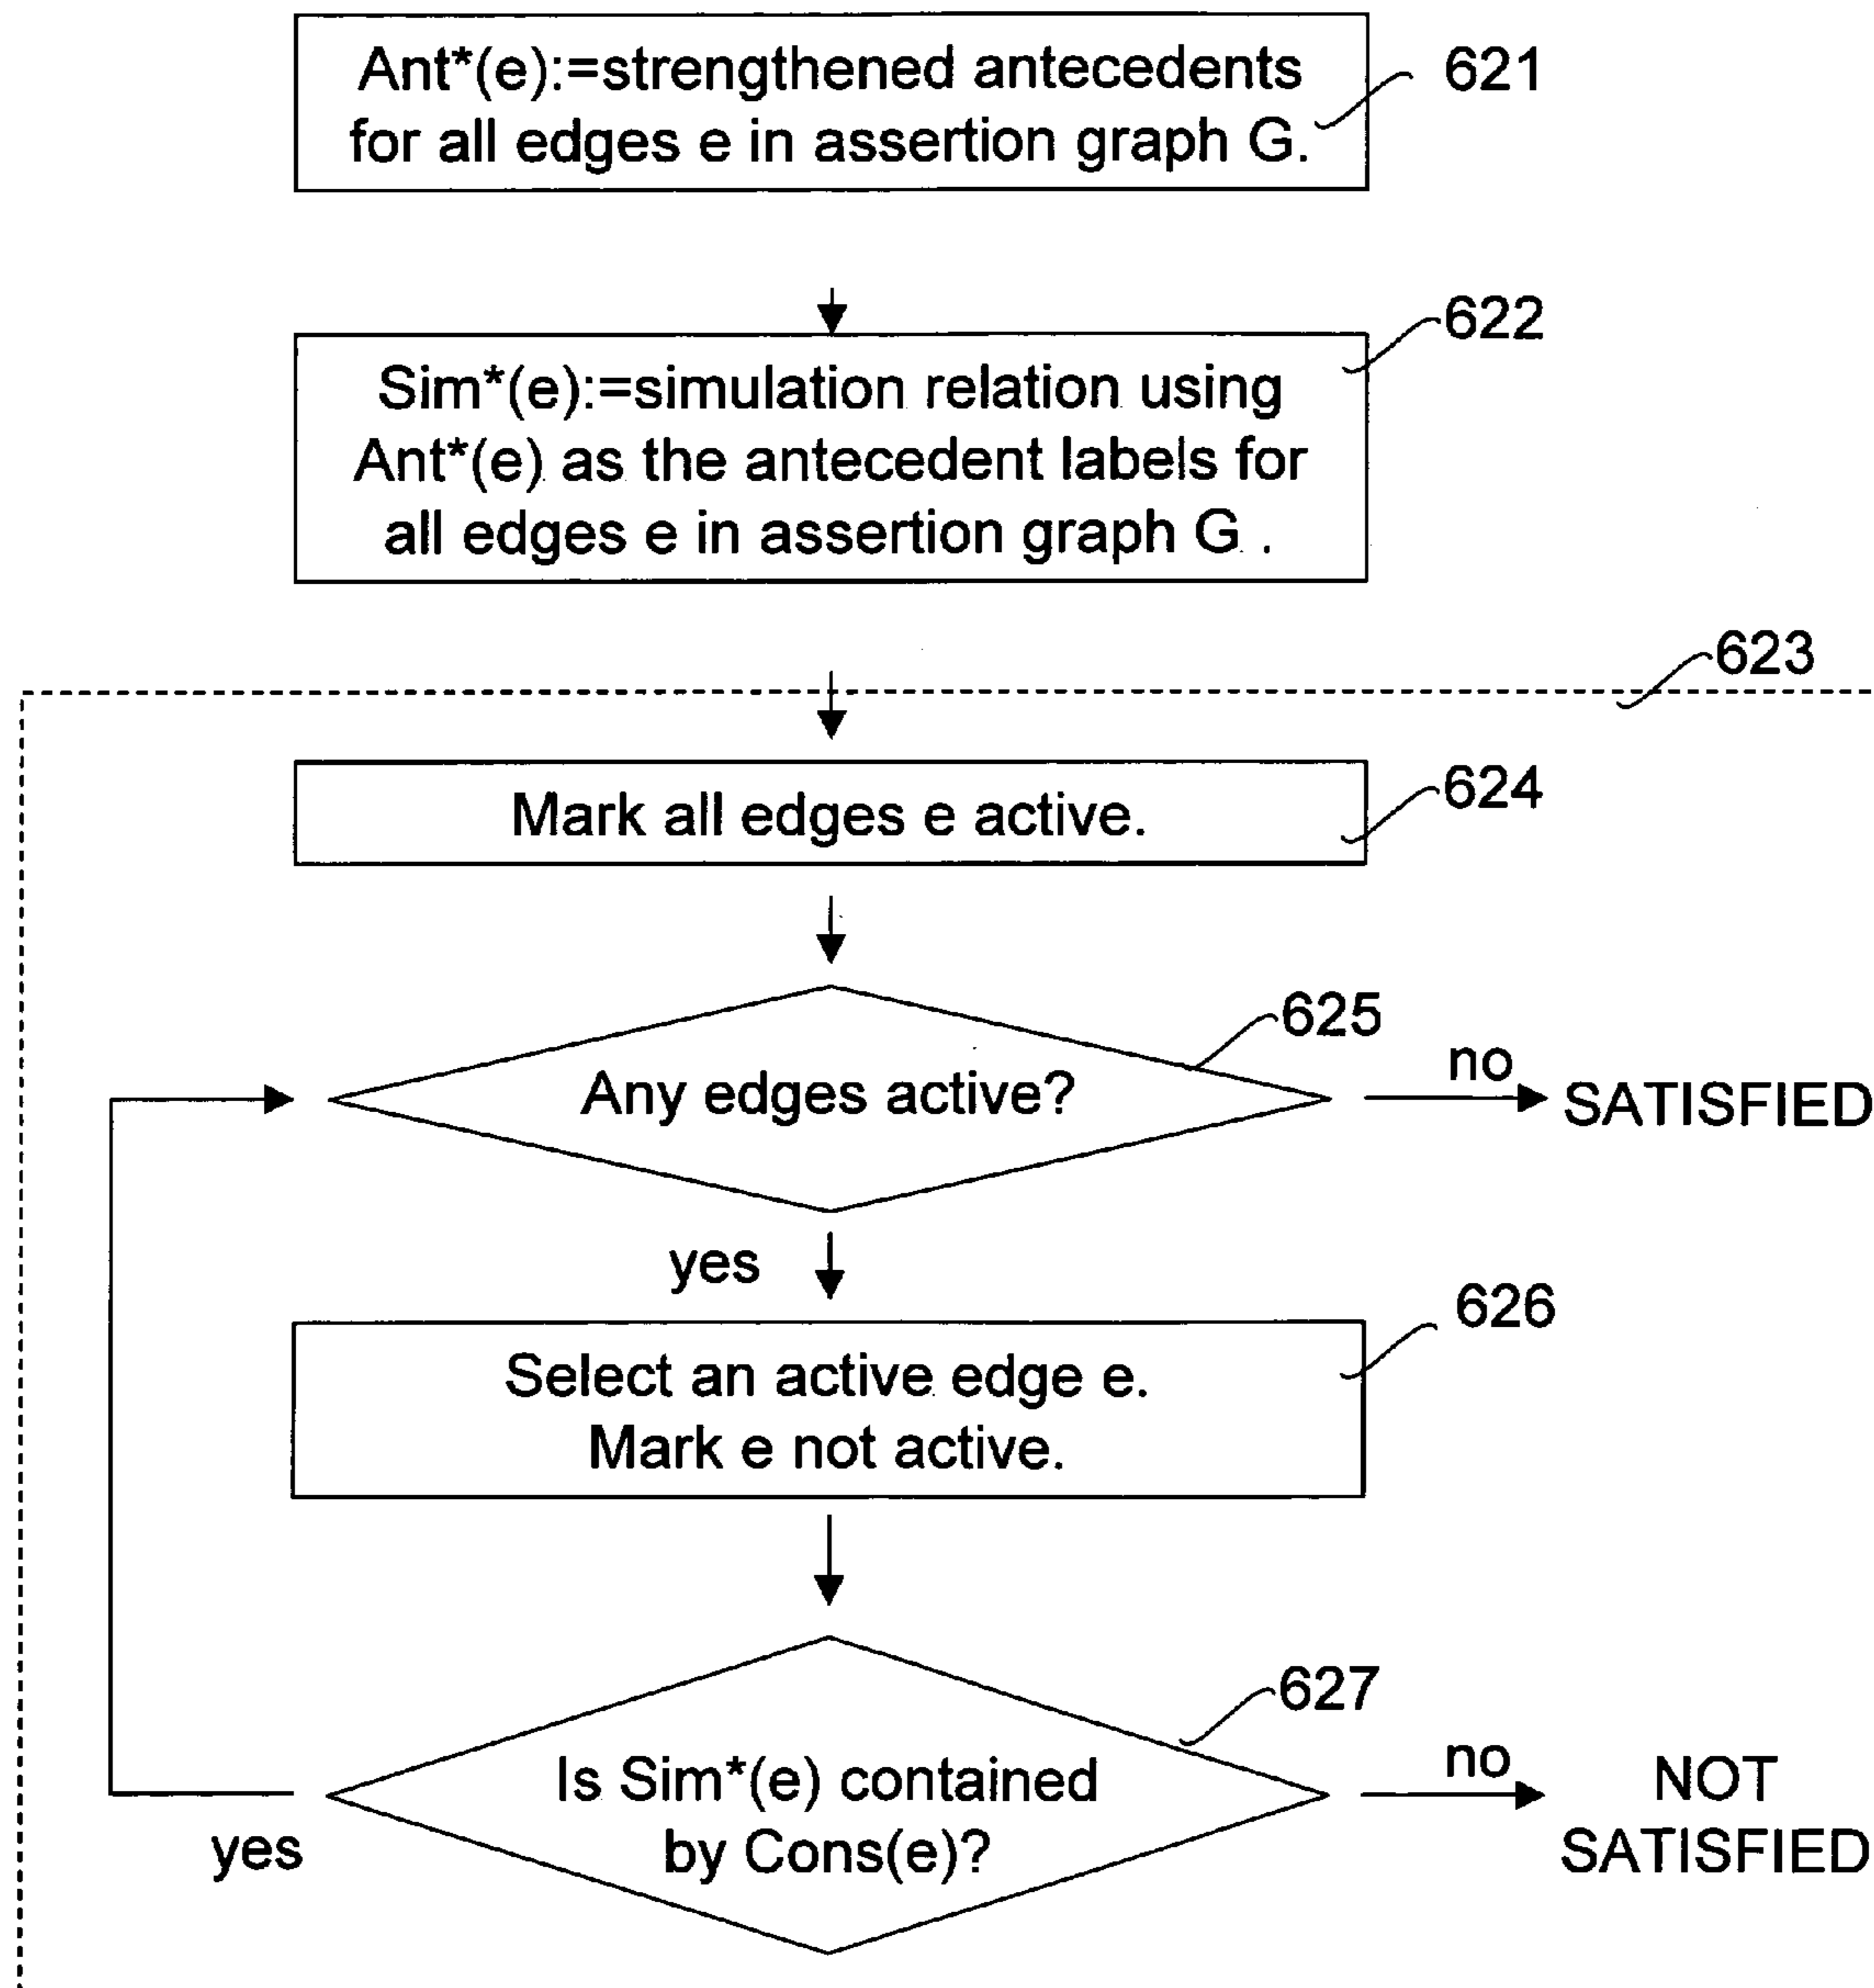 Ant*(e):=strengthened antecedents
for all edges e in assertion graph G.
621
622
Sim*(e):=simulation relation using
Ant*(e) as the antecedent labels for
all edges e in assertion graph G .
623
624
Mark all edges e active.
625
Any edges active?
no
SATISFIED
yes
626
Select an active edge e.
Mark e not active.
627
Is Sim*(e) contained
by Cons(e)?
no
NOT
SATISFIED
yes